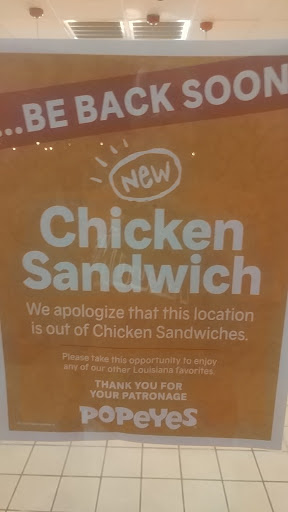 ...BE BACK SOON
New
Chicken
Sandwich
We apologize that this location
is out of Chicken Sandwiches.
Please take this opportunity to enjoy
any of our other Louisiana favorites.
THANK YOU FOR
YOUR PATRONAGE
POPEYES